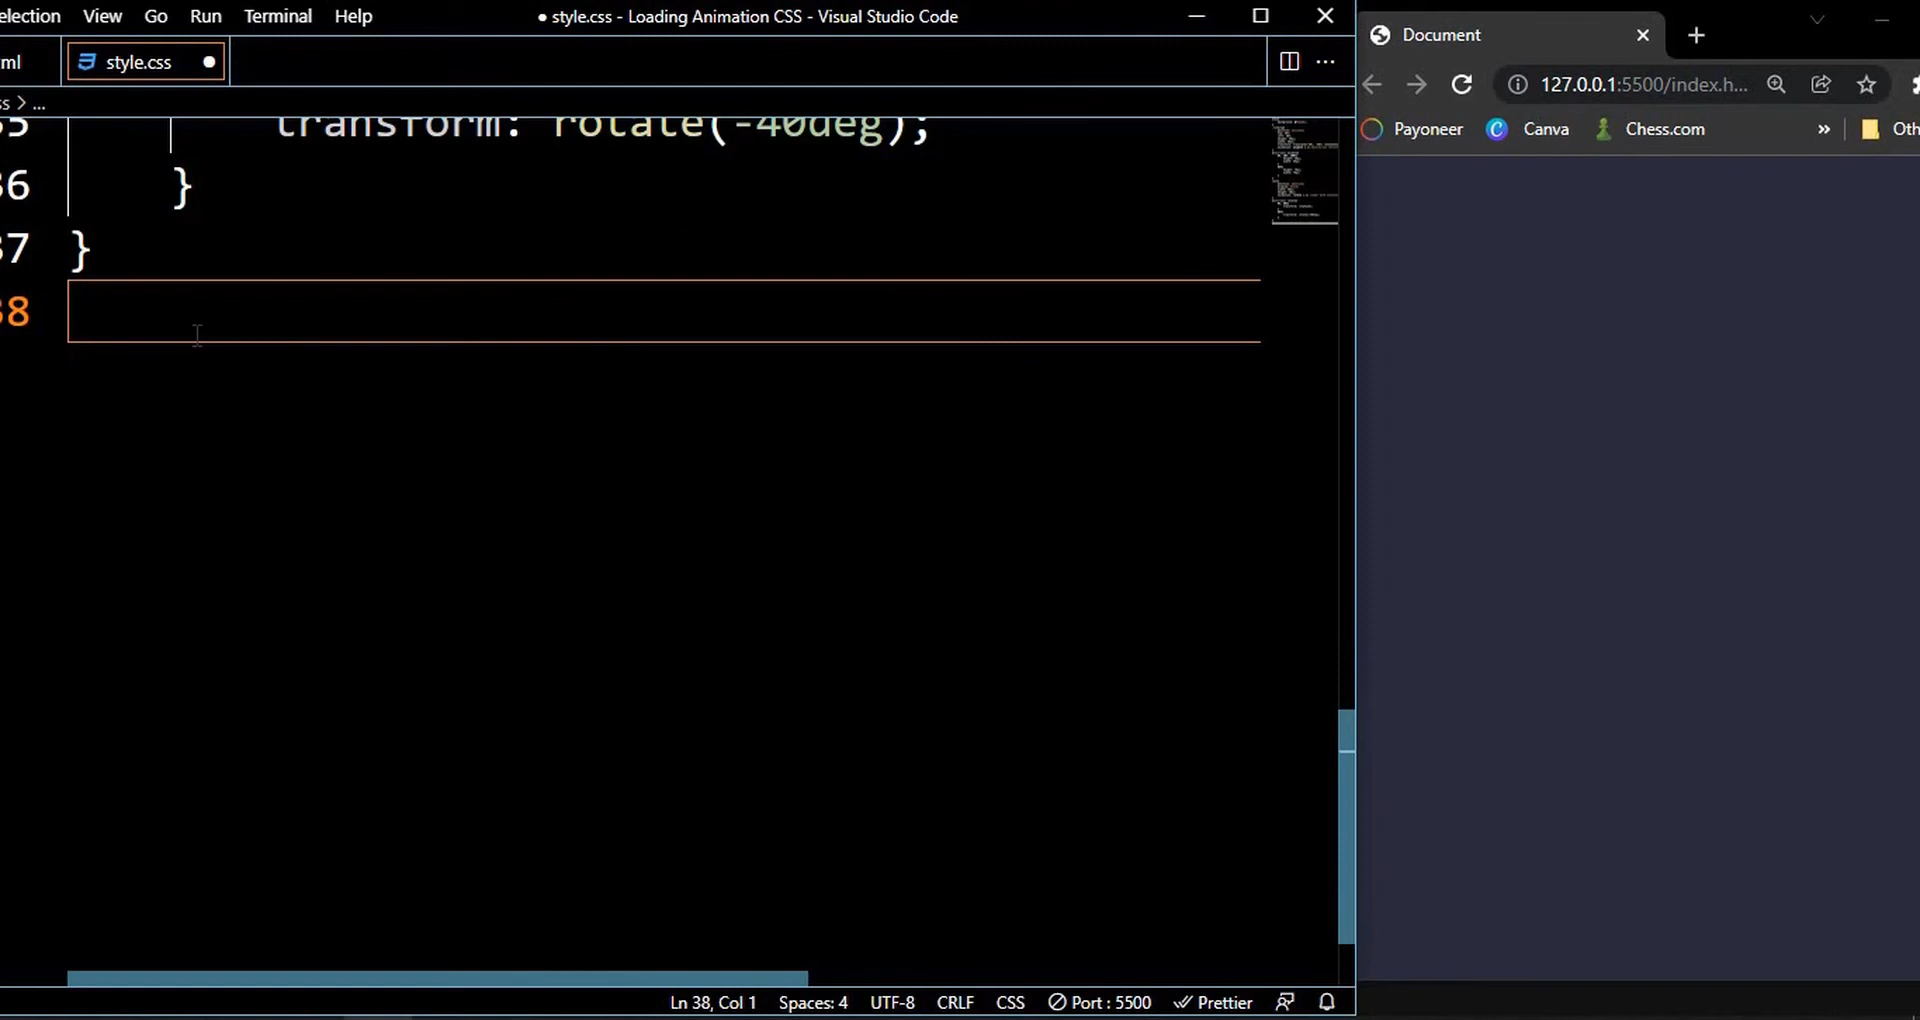 election View Go Run Terminal Help
● style.css - Loading Animation CSS - Visual Studio Code
ml
style.css
ss > ...
35 transform: rotate(-40deg);
36 }
37 }
38
Ln 38, Col 1 Spaces: 4 UTF-8 CRLF CSS Port : 5500 Prettier
Document
127.0.0.1:5500/index.h...
Payoneer Canva Chess.com » Oth